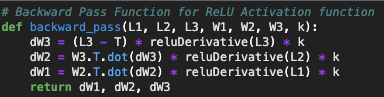 # Backward Pass Function for ReLU Activation function
def backward_pass(L1, L2, L3, W1, W2, W3, k):
dW3 = (L3 - T) * reluDerivative(L3) * k
dW2 = W3.T.dot(dW3) * reluDerivative(L2) * k
dW1 = W2.T.dot(dW2) * reluDerivative(L1) * k
return dW1, dW2, dW3